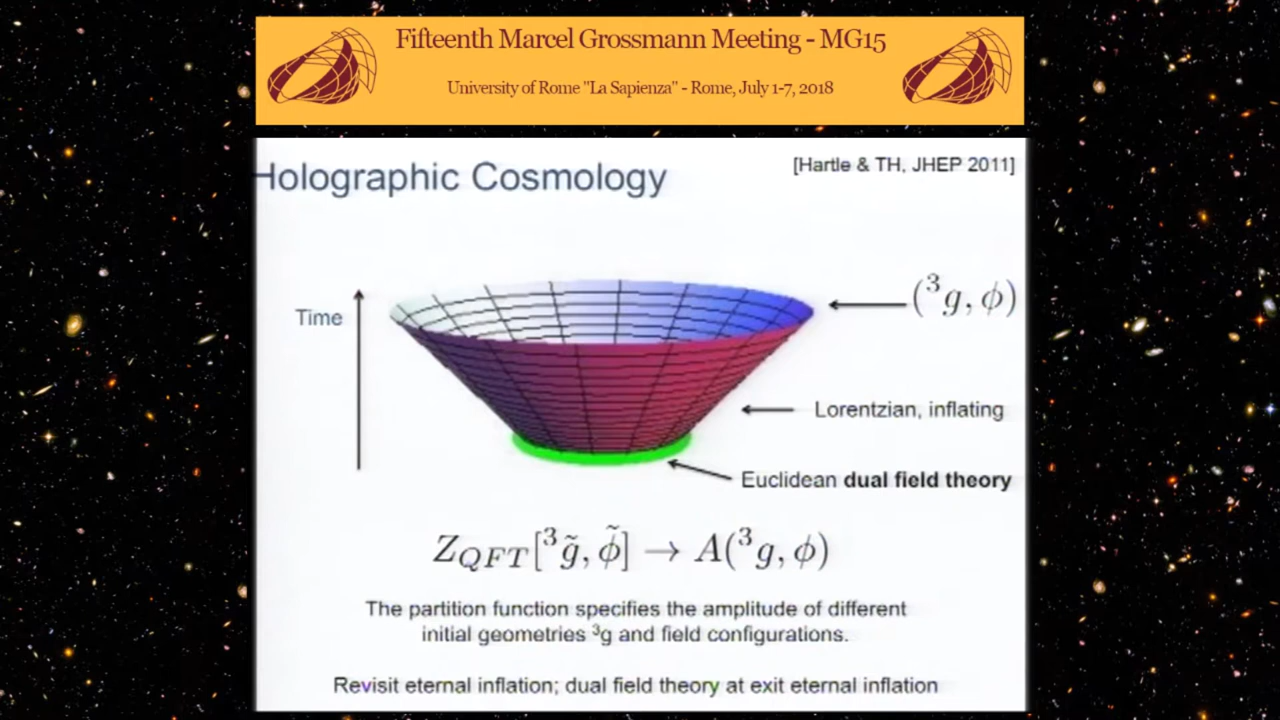 Fifteenth Marcel Grossmann Meeting - MG15
University of Rome "La Sapienza" - Rome, July 1-7, 2018
Holographic Cosmology
[Hartle & TH, JHEP 2011]
(³g, ϕ)
Time
Lorentzian, inflating
Euclidean dual field theory
Z_{QFT}[³g̃, ϕ̃] → A(³g, ϕ)
The partition function specifies the amplitude of different
initial geometries ³g and field configurations.
Revisit eternal inflation; dual field theory at exit eternal inflation